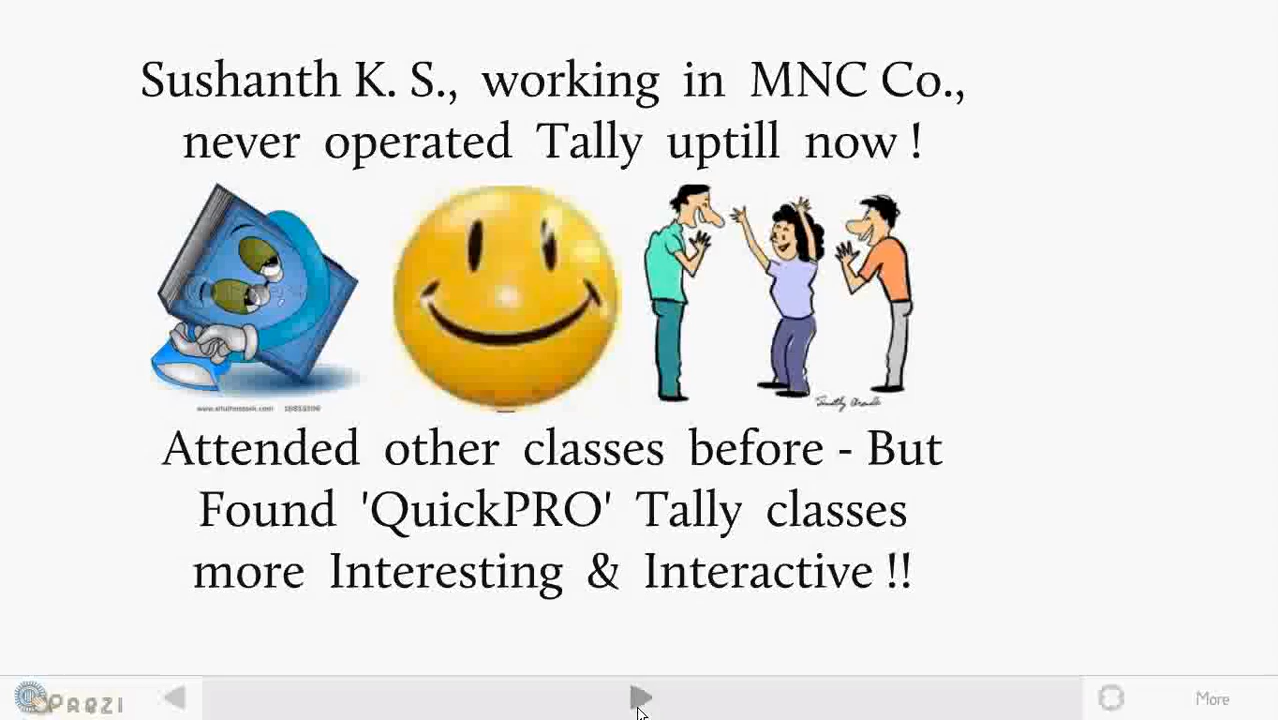 Sushanth K. S., working in MNC Co.,
never operated Tally uptill now !
Attended other classes before - But
Found 'QuickPRO' Tally classes
more Interesting & Interactive !!
PREZI
More